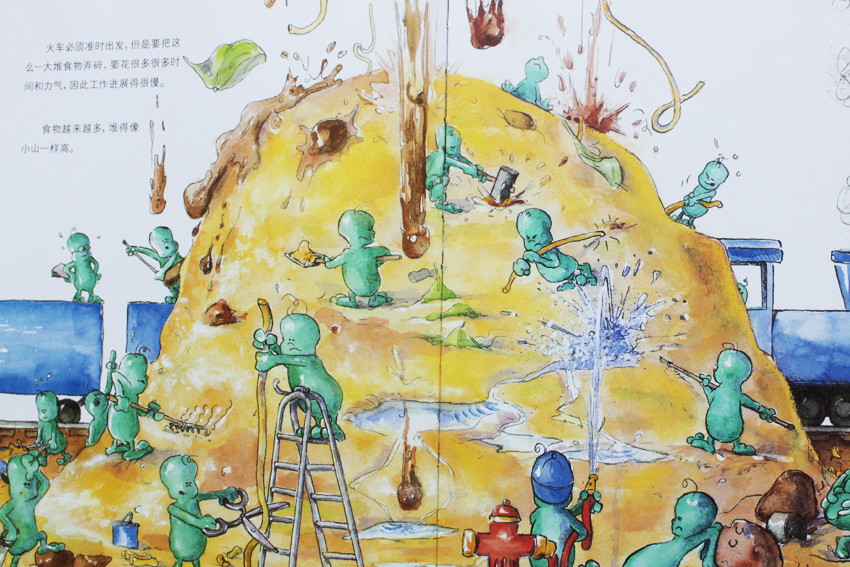 火车必须准时出发，但是要把这
么一大堆食物弄碎，要花很多很多时
间和力气，因此工作进展得很慢。
食物越来越多，堆得像
小山一样高。